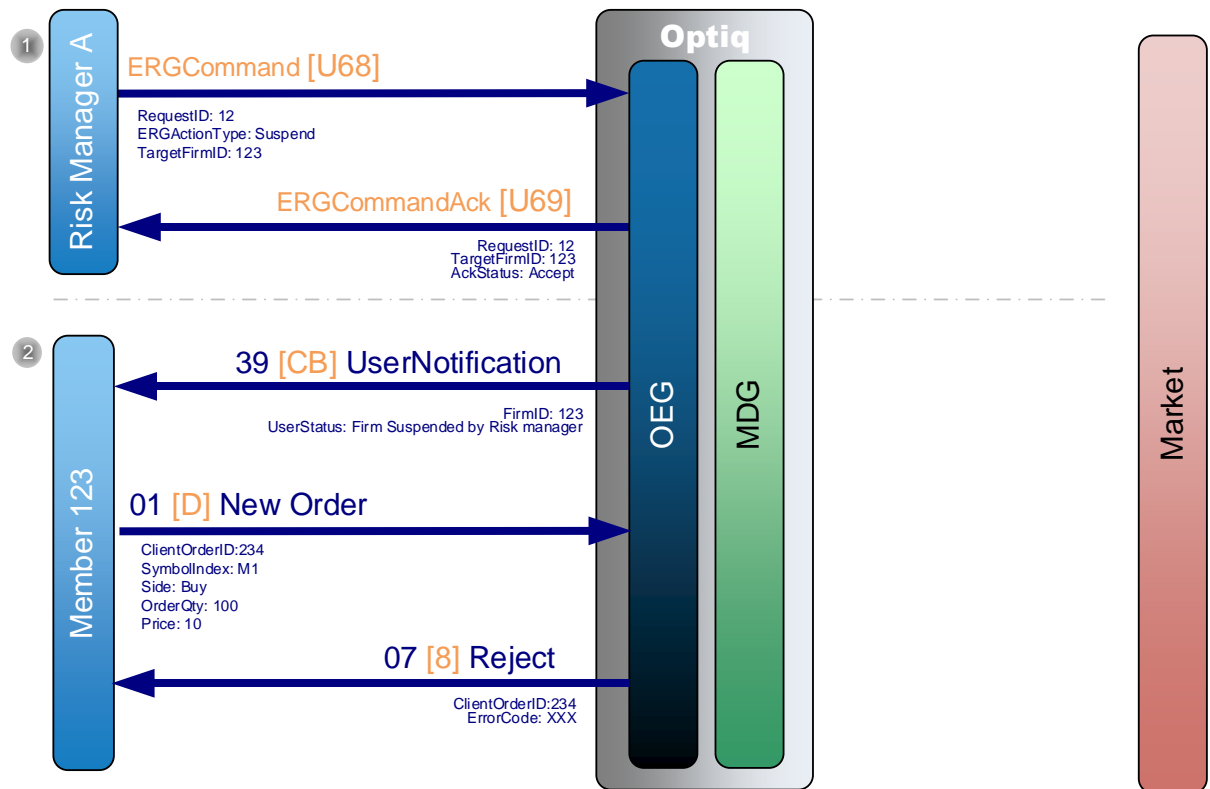 1
Risk Manager A
ERGCommand [U68]
RequestID: 12
ERGActionType: Suspend
TargetFirmID: 123
ERGCommandAck [U69]
RequestID: 12
TargetFirmID: 123
AckStatus: Accept
Optiq
OEG
MDG
Market
2
Member 123
39 [CB] UserNotification
FirmID: 123
UserStatus: Firm Suspended by Risk manager
01 [D] New Order
ClientOrderID:234
SymbolIndex: M1
Side: Buy
OrderQty: 100
Price: 10
07 [8] Reject
ClientOrderID:234
ErrorCode: XXX